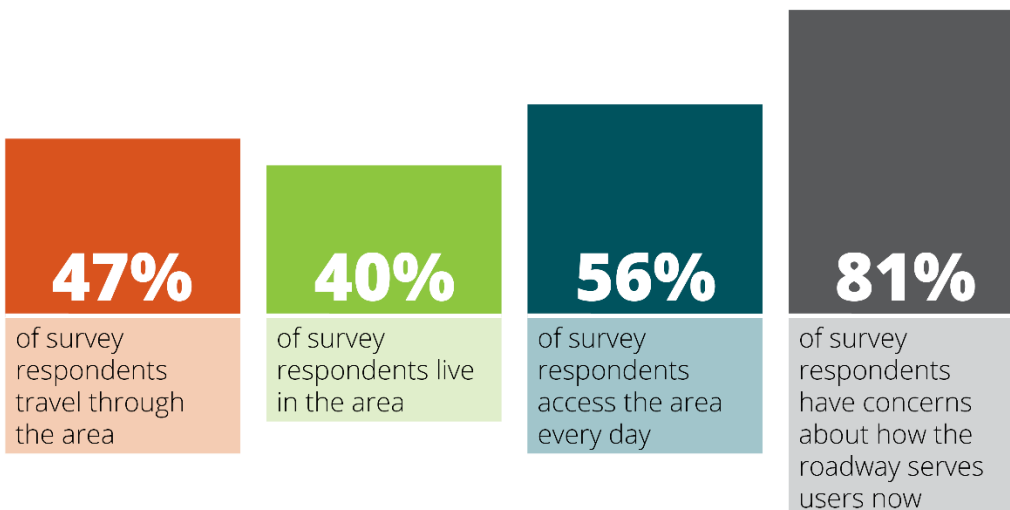 47%
of survey
respondents
travel through
the area
40%
of survey
respondents live
in the area
56%
of survey
respondents
access the area
every day
81%
of survey
respondents
have concerns
about how the
roadway serves
users now